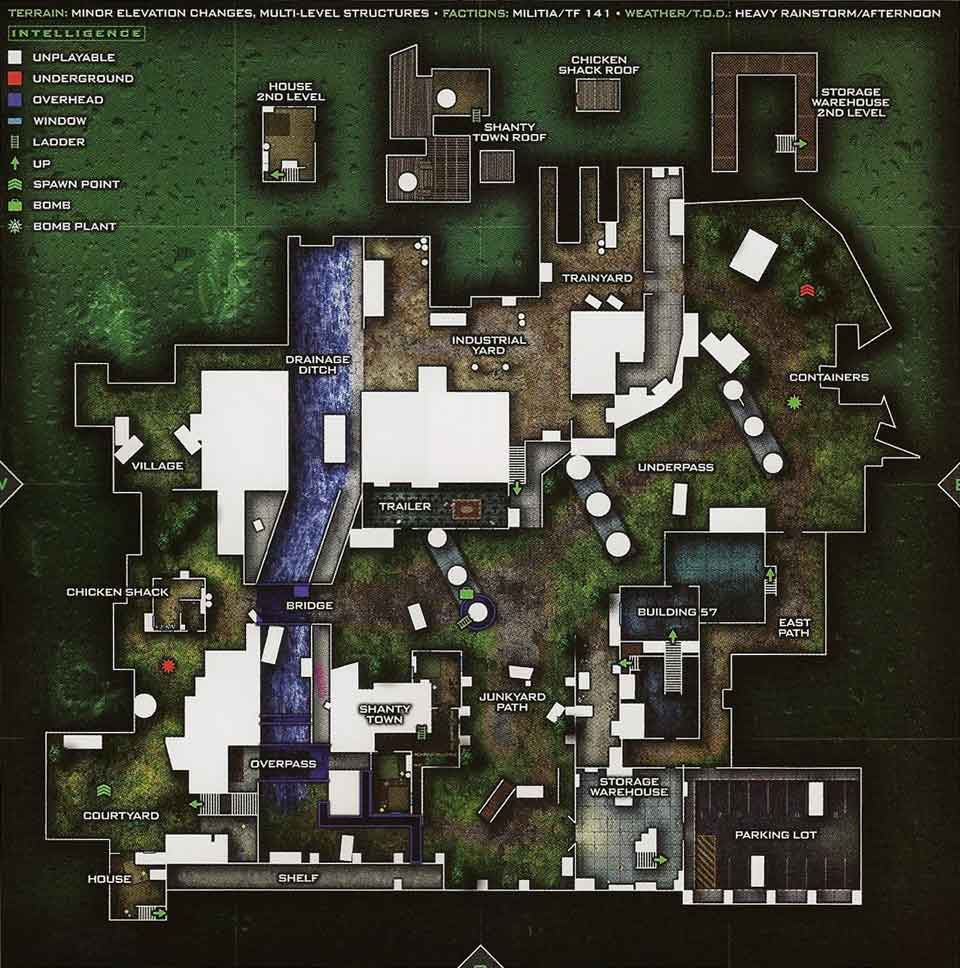 TERRAIN: MINOR ELEVATION CHANGES, MULTI-LEVEL STRUCTURES • FACTIONS: MILITIA/TF 141 • WEATHER/T.O.D.: HEAVY RAINSTORM/AFTERNOON
INTELLIGENCE
UNPLAYABLE
UNDERGROUND
OVERHEAD
WINDOW
LADDER
UP
SPAWN POINT
BOMB
BOMB PLANT
HOUSE
2ND LEVEL
SHANTY
TOWN ROOF
CHICKEN
SHACK ROOF
STORAGE
WAREHOUSE
2ND LEVEL
TRAINYARD
INDUSTRIAL
YARD
DRAINAGE
DITCH
CONTAINERS
VILLAGE
UNDERPASS
TRAILER
CHICKEN SHACK
BRIDGE
BUILDING 57
EAST
PATH
SHANTY
TOWN
JUNKYARD
PATH
OVERPASS
STORAGE
WAREHOUSE
COURTYARD
PARKING LOT
HOUSE
SHELF